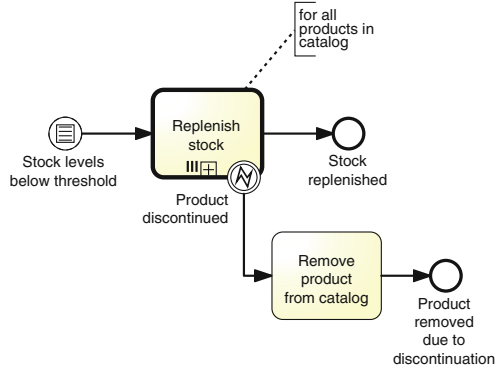 for all
products in
catalog
Replenish
stock
Stock levels
below threshold
Stock
replenished
Product
discontinued
Remove
product
from catalog
Product
removed
due to
discontinuation